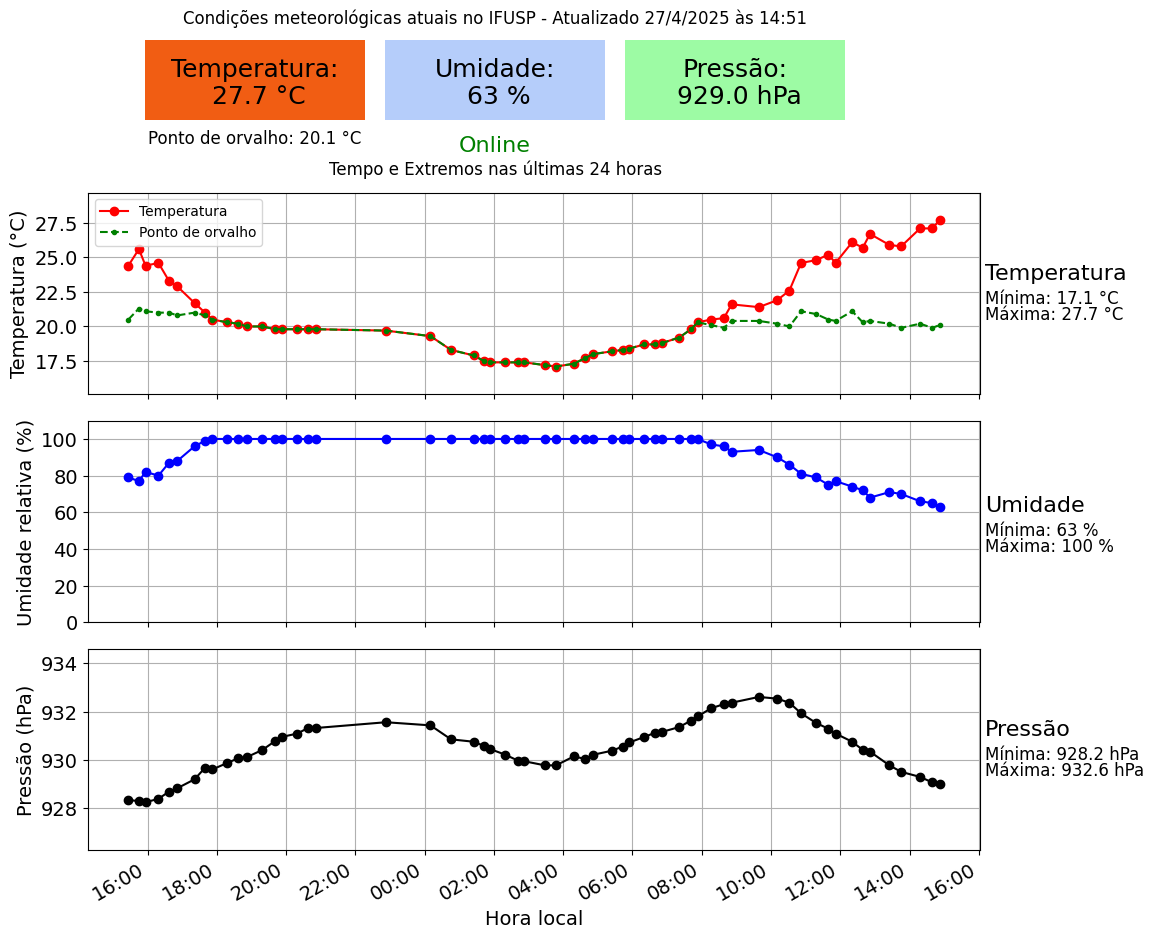 Condições meteorológicas atuais no IFUSP - Atualizado 27/4/2025 às 14:51
Temperatura:
27.7 °C
Umidade:
63 %
Pressão:
929.0 hPa
Ponto de orvalho: 20.1 °C
Online
Tempo e Extremos nas últimas 24 horas
Temperatura (°C)
27.5
25.0
22.5
20.0
17.5
Temperatura
Ponto de orvalho
Temperatura
Mínima: 17.1 °C
Máxima: 27.7 °C
Umidade relativa (%)
100
80
60
40
20
0
Umidade
Mínima: 63 %
Máxima: 100 %
Pressão (hPa)
934
932
930
928
Pressão
Mínima: 928.2 hPa
Máxima: 932.6 hPa
16:00 18:00 20:00 22:00 00:00 02:00 04:00 06:00 08:00 10:00 12:00 14:00 16:00
Hora local